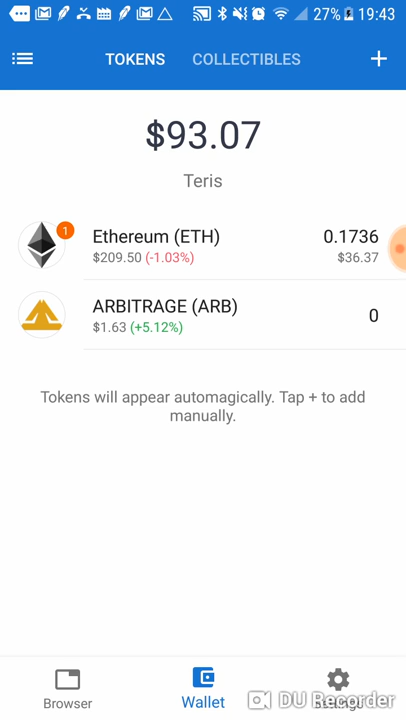 27% 19:43
TOKENS COLLECTIBLES +
$93.07
Teris
1
Ethereum (ETH) 0.1736
$209.50 (-1.03%) $36.37
ARBITRAGE (ARB) 0
$1.63 (+5.12%)
Tokens will appear automagically. Tap + to add
manually.
DU Recorder
Browser Wallet Settings